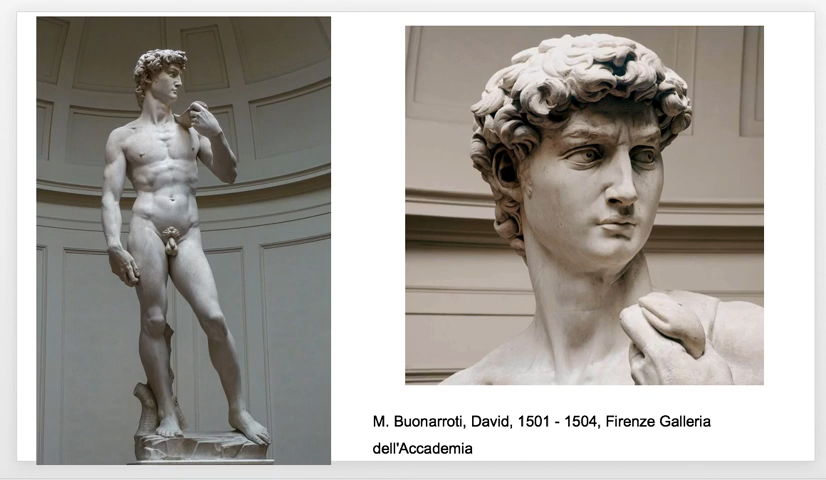 M. Buonarroti, David, 1501 - 1504, Firenze Galleria
dell'Accademia